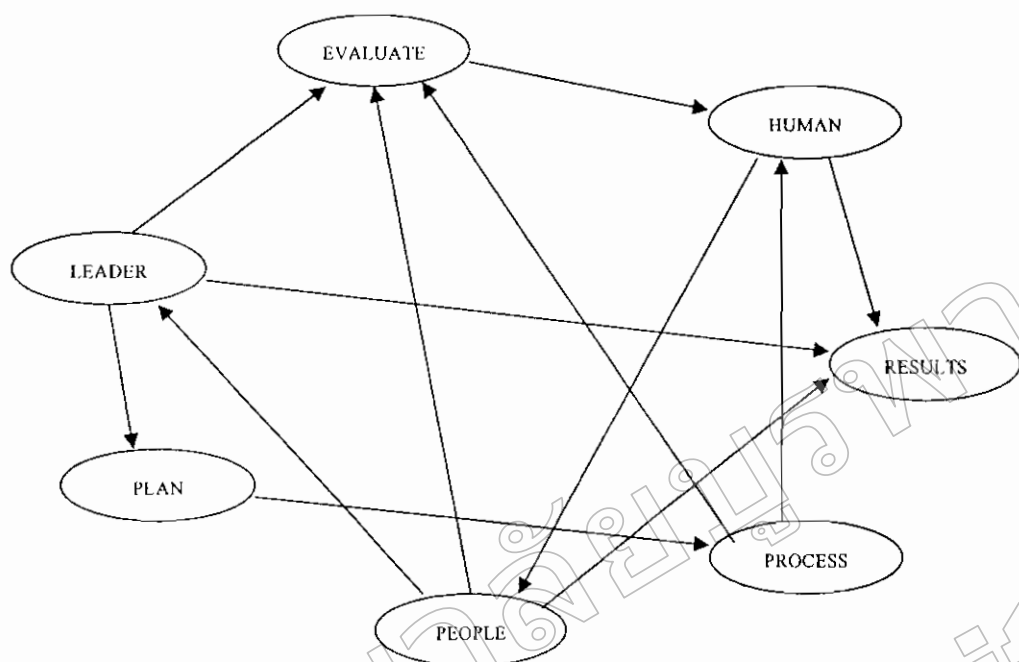 EVALUATE
HUMAN
LEADER
RESULTS
PLAN
PROCESS
PEOPLE